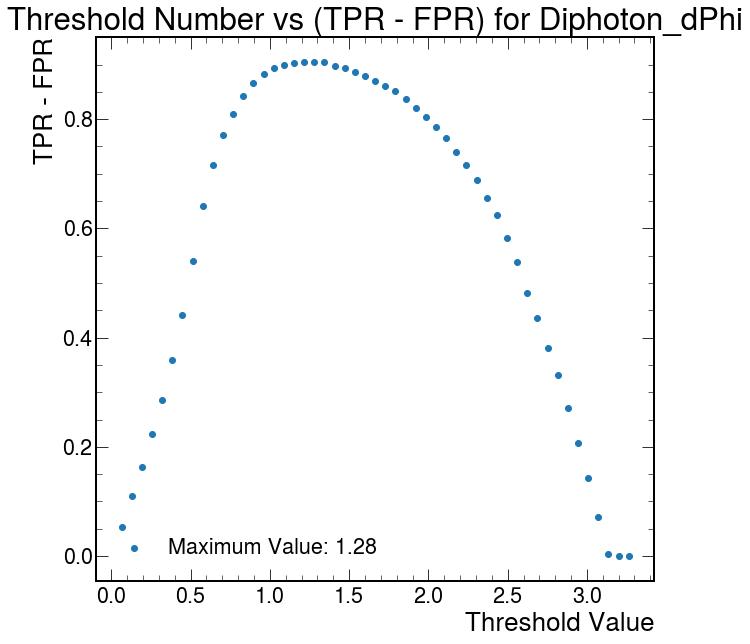 Threshold Number vs (TPR - FPR) for Diphoton_dPhi
TPR - FPR
0.8
0.6
0.4
0.2
0.0
Maximum Value: 1.28
0.0 0.5 1.0 1.5 2.0 2.5 3.0
Threshold Value